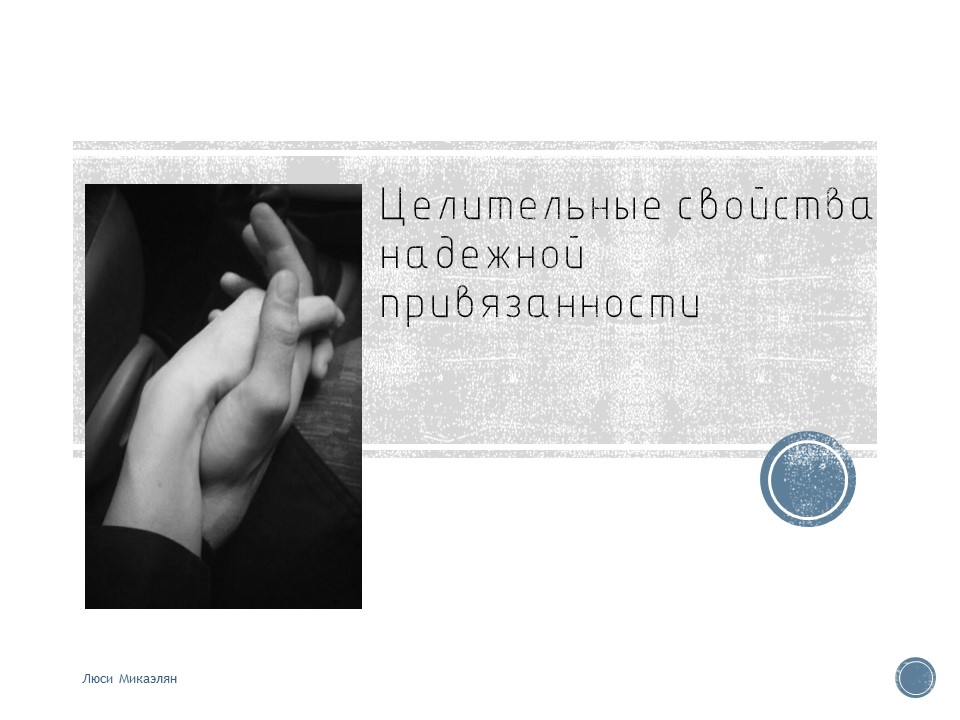 Целительные свойства
надежной
привязанности
Люси Микаэлян